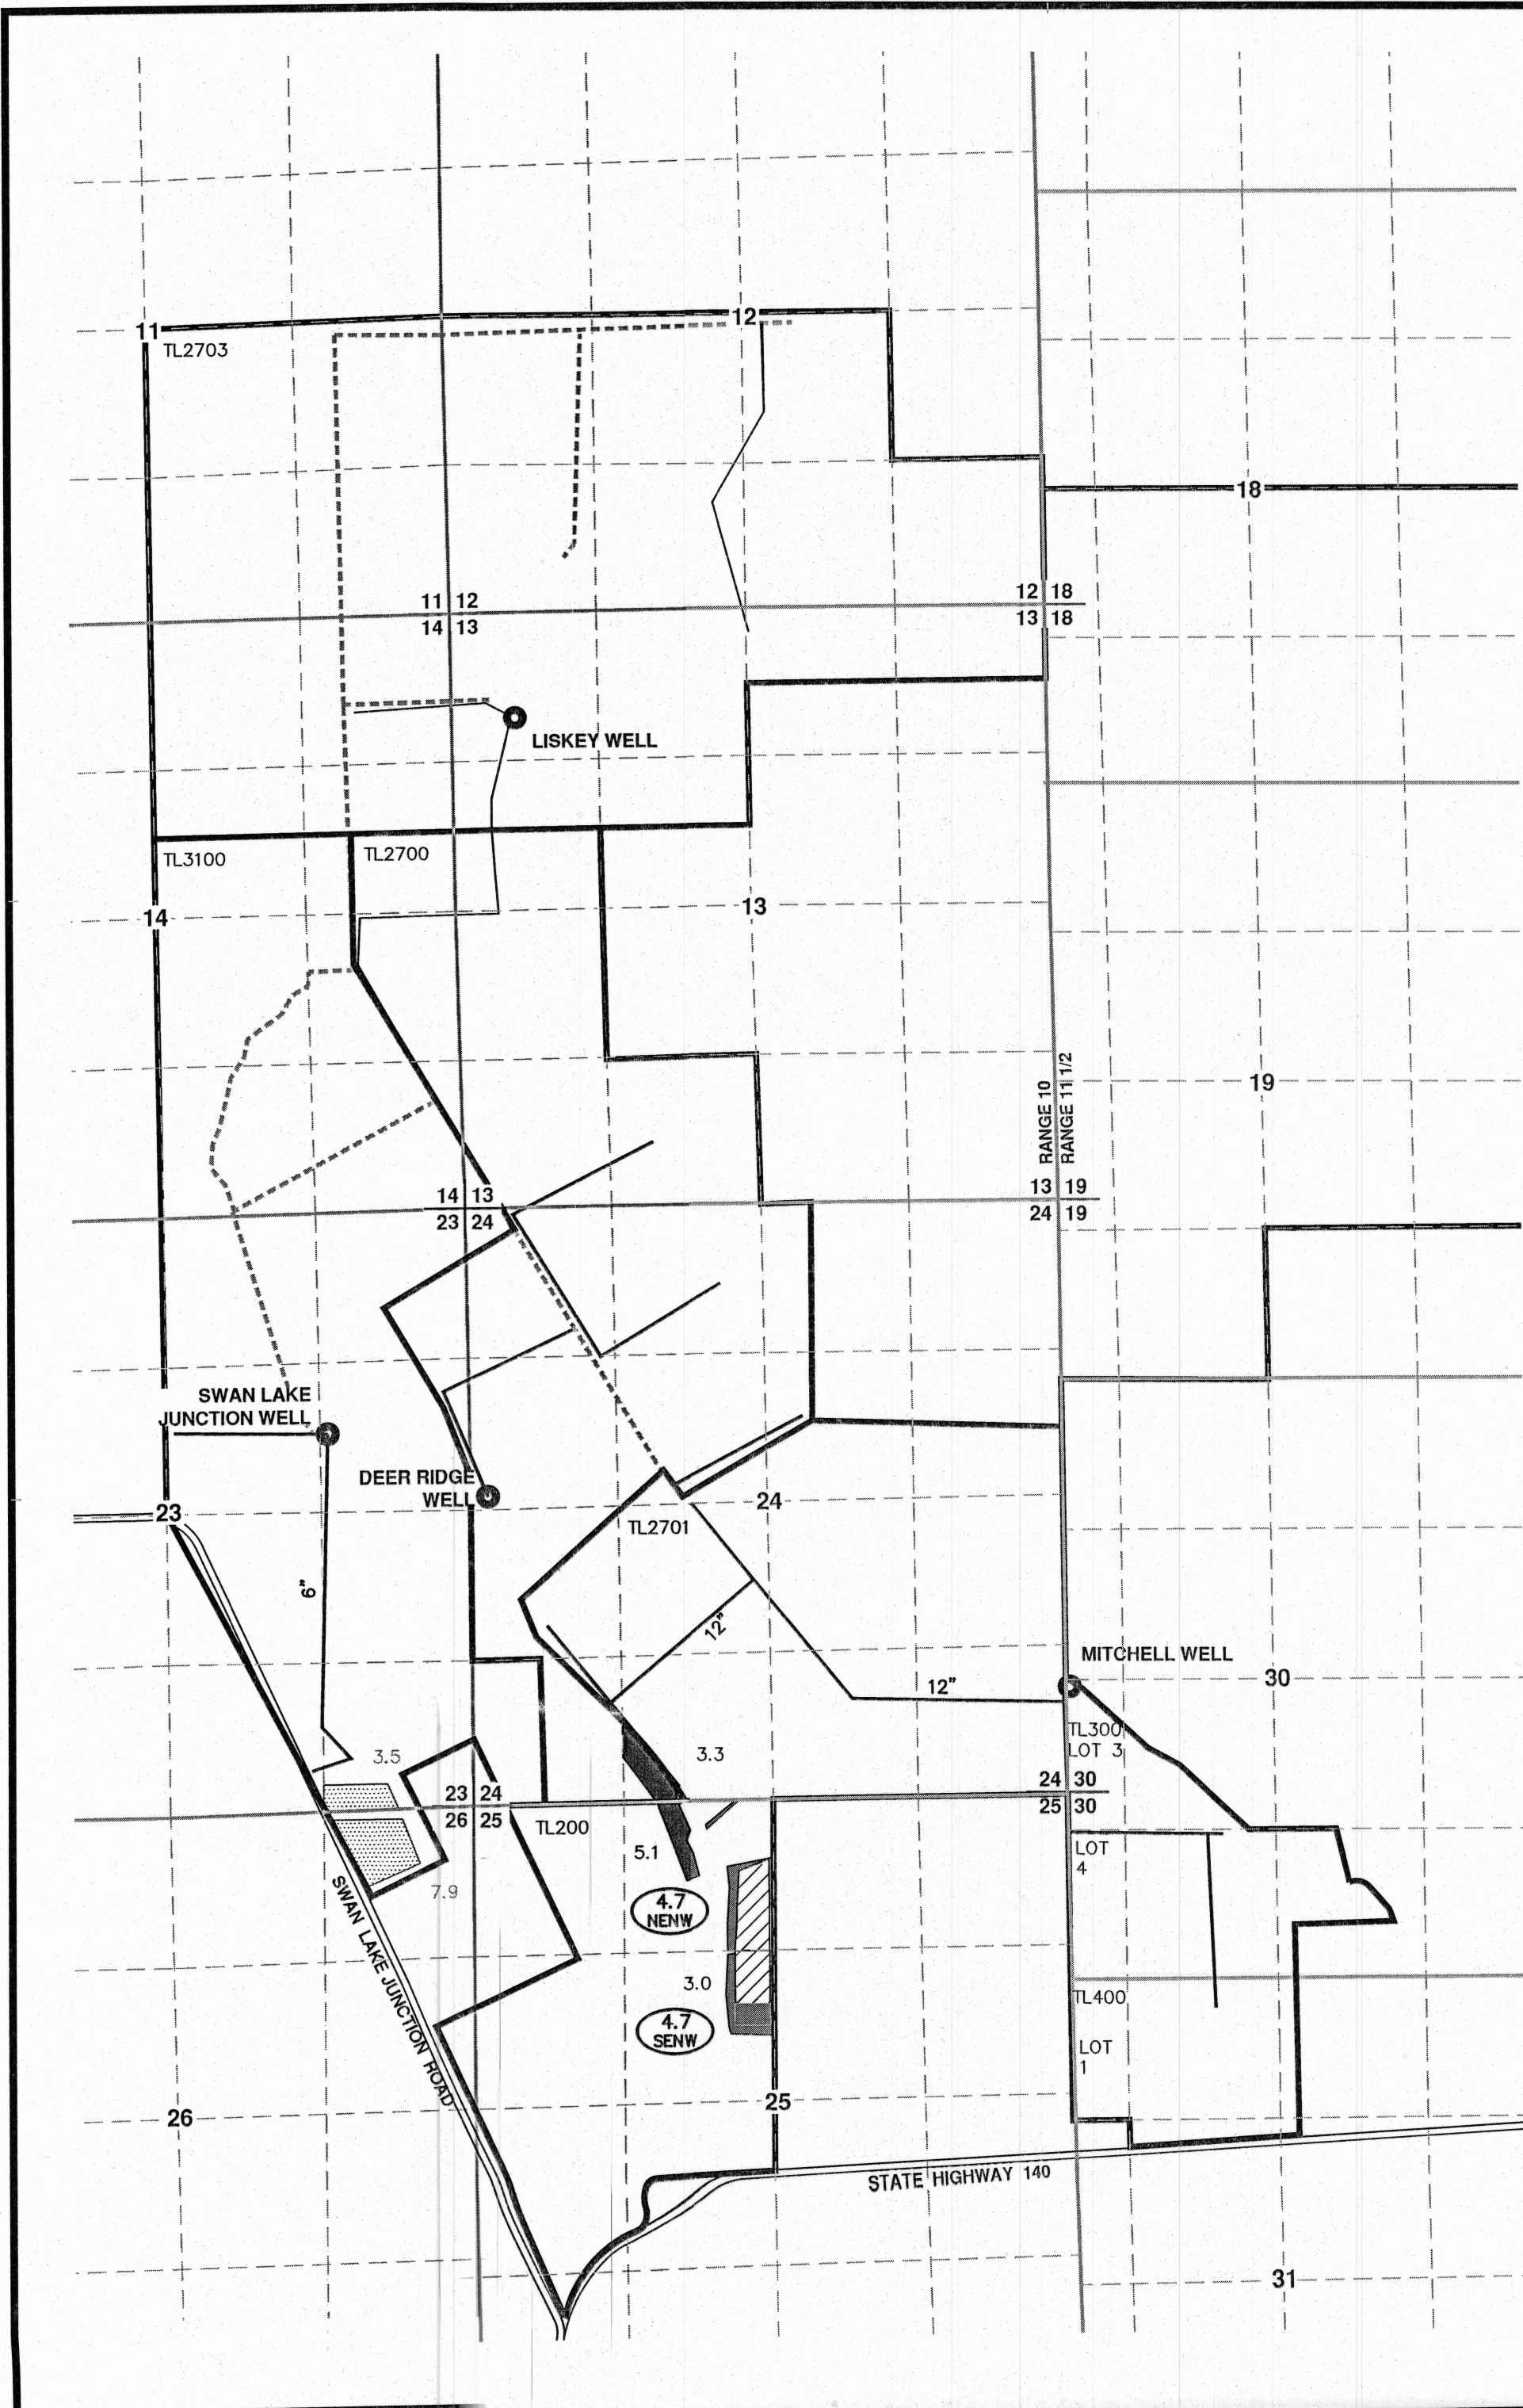 11
TL2703
12
18
11 12
14 13
12 18
13 18
LISKEY WELL
TL3100
TL2700
14
13
RANGE 10
RANGE 11 1/2
19
14 13
23 24
13 19
24 19
SWAN LAKE
JUNCTION WELL
DEER RIDGE
WELL
23
24
TL2701
6"
12"
12"
MITCHELL WELL
30
TL300
LOT 3
3.5
3.3
23 24
26 25
24 30
25 30
TL200
5.1
LOT
4
7.9
4.7
NENW
SWAN LAKE JUNCTION ROAD
3.0
4.7
SENW
TL400
LOT
1
26
25
STATE HIGHWAY 140
31